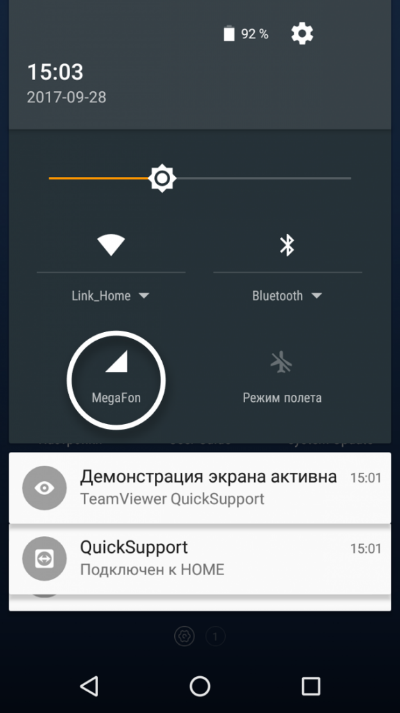 92 %
15:03
2017-09-28
Link_Home
Bluetooth
MegaFon
Режим полета
Демонстрация экрана активна 15:01
TeamViewer QuickSupport
QuickSupport 15:01
Подключен к HOME
1